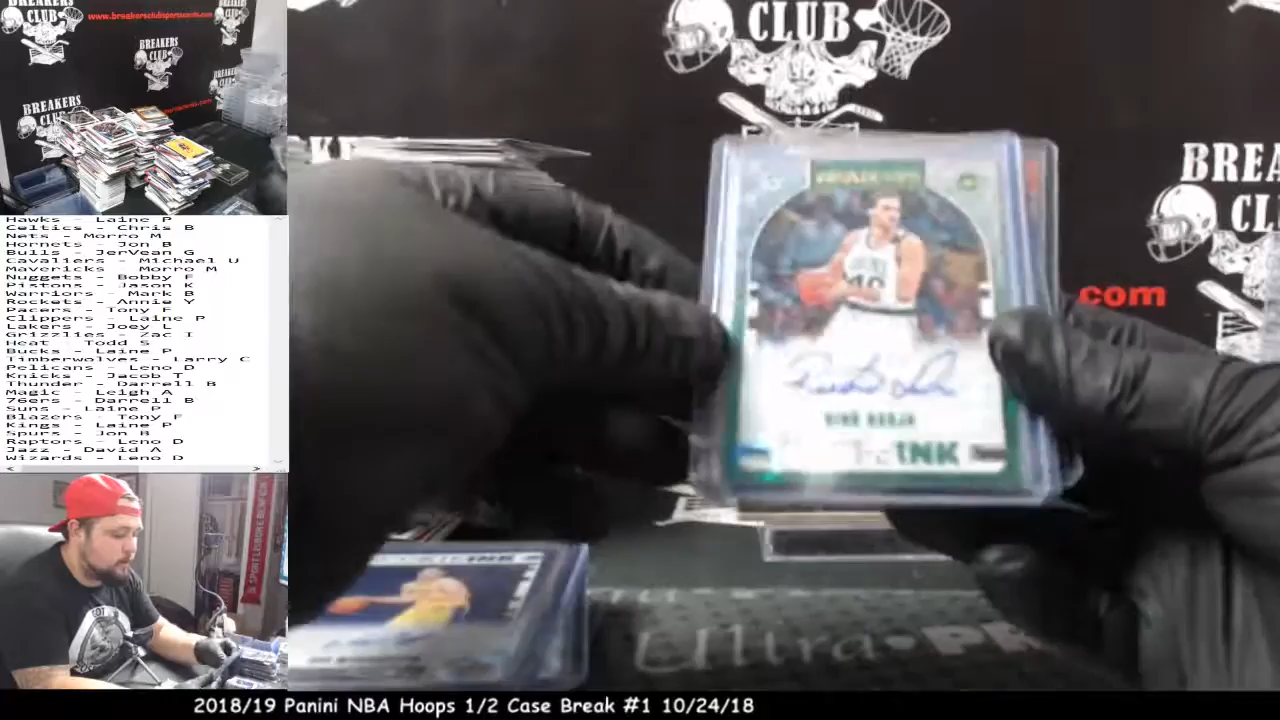 www.breakersclubsportscards.com
BREAKERS
CLUB
BREAKERS
CLUB
CLUB
BREA
CLU
.com
Hawks - Laine P
Celtics - Chris B
Nets - Morro M
Hornets - Jon B
Bulls - JerVean G
Cavaliers - Michael U
Mavericks - Morro M
Nuggets - Bobby F
Pistons - Jason K
Warriors - Mark B
Rockets - Annie Y
Pacers - Tony F
Clippers - Laine P
Lakers - Joey L
Grizzlies - Zac I
Heat - Todd S
Bucks - Laine P
Timberwolves - Larry C
Pelicans - Leno D
Knicks - Jacob T
Thunder - Darrell B
Magic - Leigh A
76ers - Darrell B
Suns - Laine P
Blazers - Tony F
Kings - Laine P
Spurs - Jon B
Raptors - Leno D
Jazz - David A
Wizards - Leno D
INK
INK
Ultra PR
2018/19 Panini NBA Hoops 1/2 Case Break #1 10/24/18